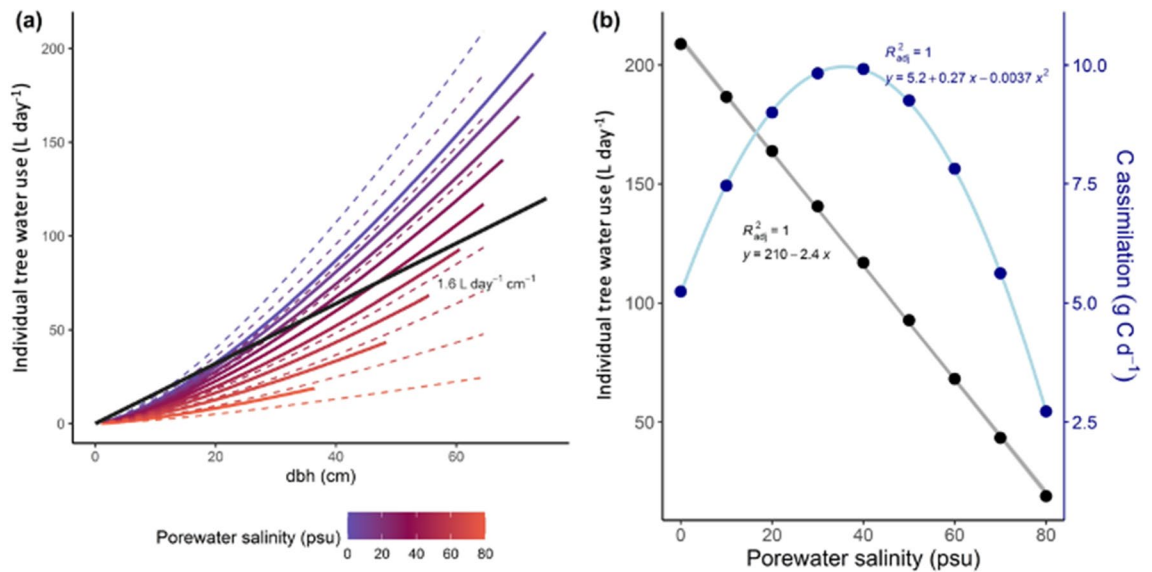 (a)
Individual tree water use (L day⁻¹)
200
150
100
50
0
1.6 L day⁻¹ cm⁻¹
0 20 40 60
dbh (cm)
Porewater salinity (psu)
0 20 40 60 80
(b)
Individual tree water use (L day⁻¹)
200
150
100
50
R²adj = 1
y = 5.2 + 0.27 x − 0.0037 x²
R²adj = 1
y = 210 − 2.4 x
10.0
7.5
5.0
2.5
C assimilation (g C d⁻¹)
0 20 40 60 80
Porewater salinity (psu)